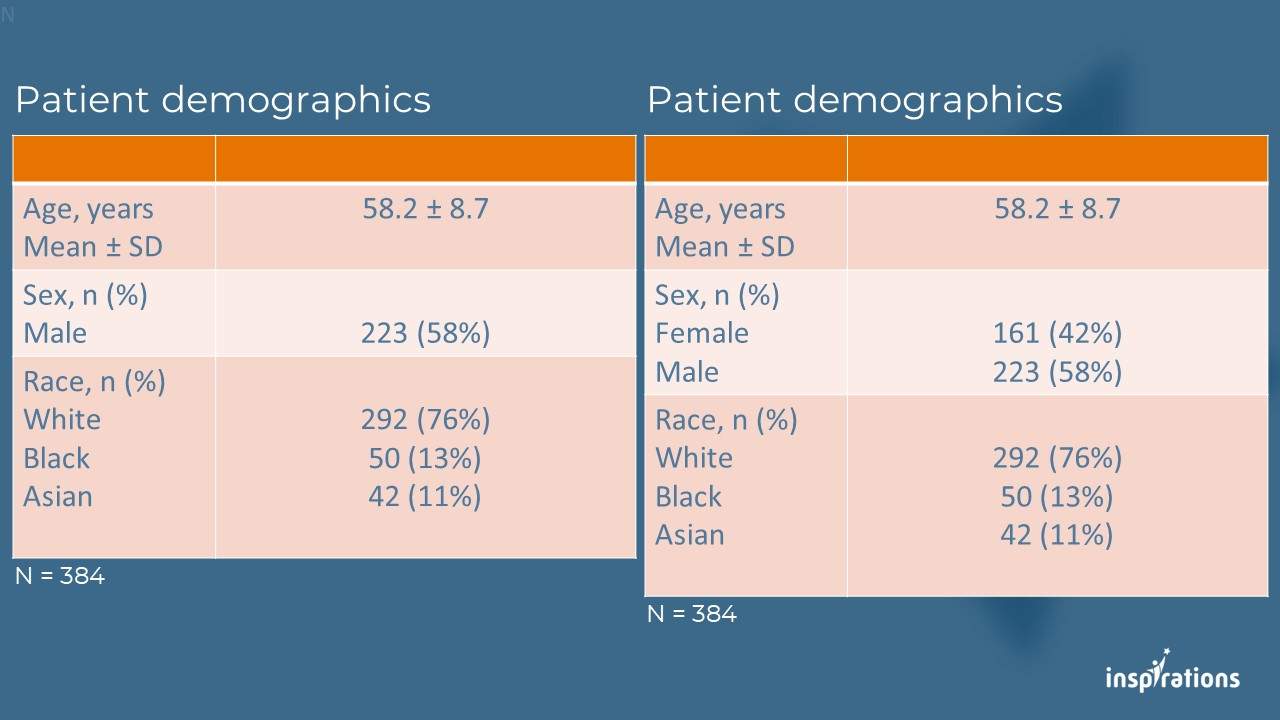 N
Patient demographics
Age, years 58.2 ± 8.7
Mean ± SD
Sex, n (%)
Male 223 (58%)
Race, n (%)
White 292 (76%)
Black 50 (13%)
Asian 42 (11%)
N = 384
Patient demographics
Age, years 58.2 ± 8.7
Mean ± SD
Sex, n (%)
Female 161 (42%)
Male 223 (58%)
Race, n (%)
White 292 (76%)
Black 50 (13%)
Asian 42 (11%)
N = 384
inspirations